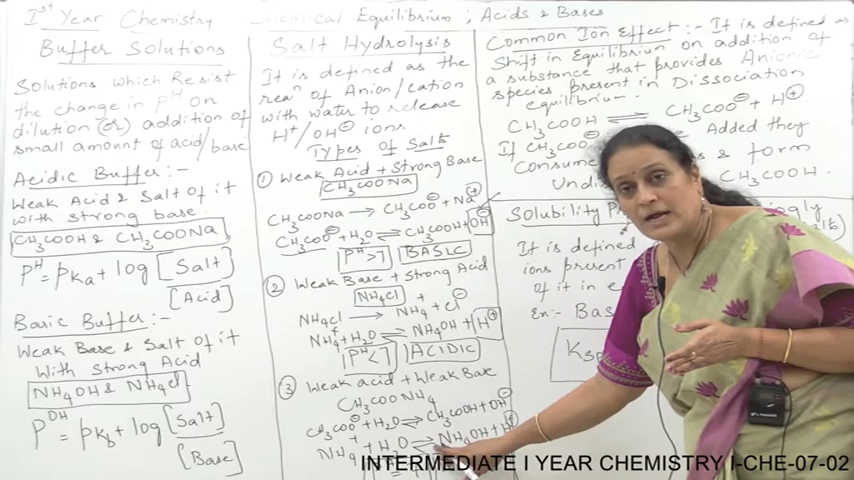 Ist Year Chemistry
Chemical Equilibrium ; Acids & Bases
Buffer Solutions
Solutions which Resist
the change in PH on
dilution (or) addition of
small amount of acid/base
Acidic Buffer :-
Weak Acid & Salt of it
with strong base.
CH3COOH & CH3COONa
PH = PKa + log [Salt]
[Acid]
Basic Buffer :-
Weak Base & Salt of it
With Strong Acid
NH4OH & NH4Cl
POH = PKb + log [Salt]
[Base]
Salt Hydrolysis
It is defined as the
reaⁿ of Anion/Cation
with water to release
H+/OH⊖ ions
Types of Salts
① Weak Acid + Strong Base
CH3COONa
CH3COONa → CH3COO⊖ + Na⊕
CH3COO⊖ + H2O ⇌ CH3COOH + OH⊖
PH>7 BASIC
② Weak Base + Strong Acid
NH4Cl
NH4Cl → NH4+ + Cl⊖
NH4+ + H2O ⇌ NH4OH + H⊕
PH<7 ACIDIC
③ Weak acid + Weak Base
CH3COONH4
CH3COO⊖ + H2O ⇌ CH3COOH + OH⊖
NH4+ + H2O ⇌ NH4OH + H⊕
Common Ion Effect :- It is defined as
Shift in Equilibrium on addition of
a substance that provides Anionic
species present in Dissociation
equilibrium.
CH3COOH ⇌ CH3COO⊖ + H⊕
If CH3COO⊖ Added they
Consume & form
CH3COOH.
Solubility
It is defined
ions present
of it in
Ex:- Bas
Ksp
INTERMEDIATE I YEAR CHEMISTRY I-CHE-07-02